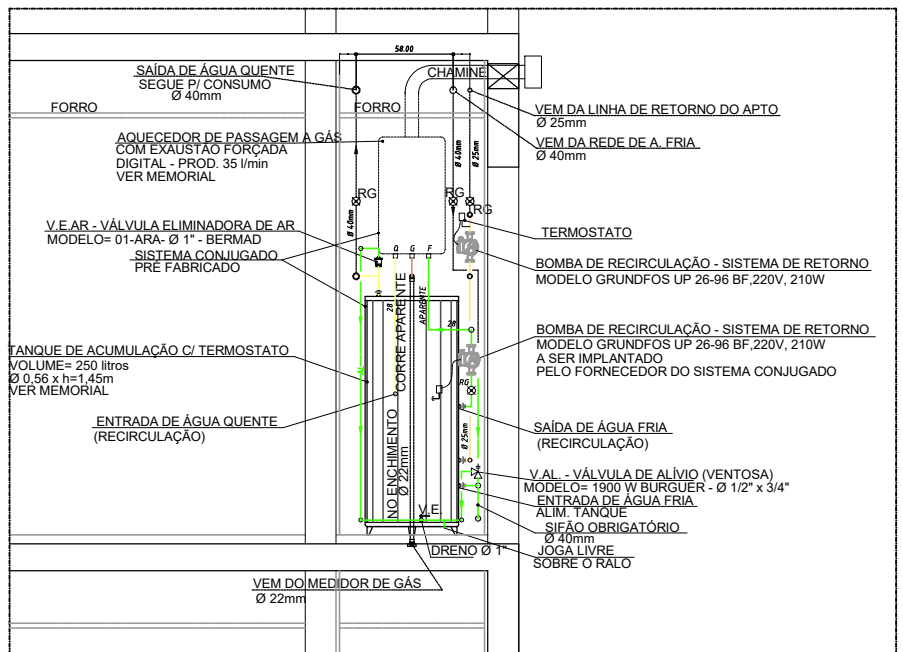 58.00
SAÍDA DE ÁGUA QUENTE
SEGUE P/ CONSUMO
Ø 40mm
CHAMINÉ
FORRO
FORRO
VEM DA LINHA DE RETORNO DO APTO
Ø 25mm
AQUECEDOR DE PASSAGEM A GÁS
COM EXAUSTÃO FORÇADA
DIGITAL - PROD. 35 l/min
VER MEMORIAL
VEM DA REDE DE A. FRIA
Ø 40mm
Ø 40mm
Ø 25mm
RG
RG
RG
Ø 40mm
V.E.AR - VÁLVULA ELIMINADORA DE AR
MODELO= 01-ARA- Ø 1" - BERMAD
TERMOSTATO
SISTEMA CONJUGADO
PRÉ FABRICADO
Q G F
BOMBA DE RECIRCULAÇÃO - SISTEMA DE RETORNO
MODELO GRUNDFOS UP 26-96 BF,220V, 210W
28
CORRE APARENTE
APARENTE
28
BOMBA DE RECIRCULAÇÃO - SISTEMA DE RETORNO
MODELO GRUNDFOS UP 26-96 BF,220V, 210W
A SER IMPLANTADO
PELO FORNECEDOR DO SISTEMA CONJUGADO
TANQUE DE ACUMULAÇÃO C/ TERMOSTATO
VOLUME= 250 litros
Ø 0,56 x h=1,45m
VER MEMORIAL
RG
ENTRADA DE ÁGUA QUENTE
(RECIRCULAÇÃO)
NO ENCHIMENTO
Ø 22mm
Ø 25mm
SAÍDA DE ÁGUA FRIA
(RECIRCULAÇÃO)
V.AL. - VÁLVULA DE ALÍVIO (VENTOSA)
MODELO= 1900 W BURGUER - Ø 1/2" x 3/4"
ENTRADA DE ÁGUA FRIA
ALIM. TANQUE
V.E.
SIFÃO OBRIGATÓRIO
Ø 40mm
DRENO Ø 1"
JOGA LIVRE
SOBRE O RALO
VEM DO MEDIDOR DE GÁS
Ø 22mm